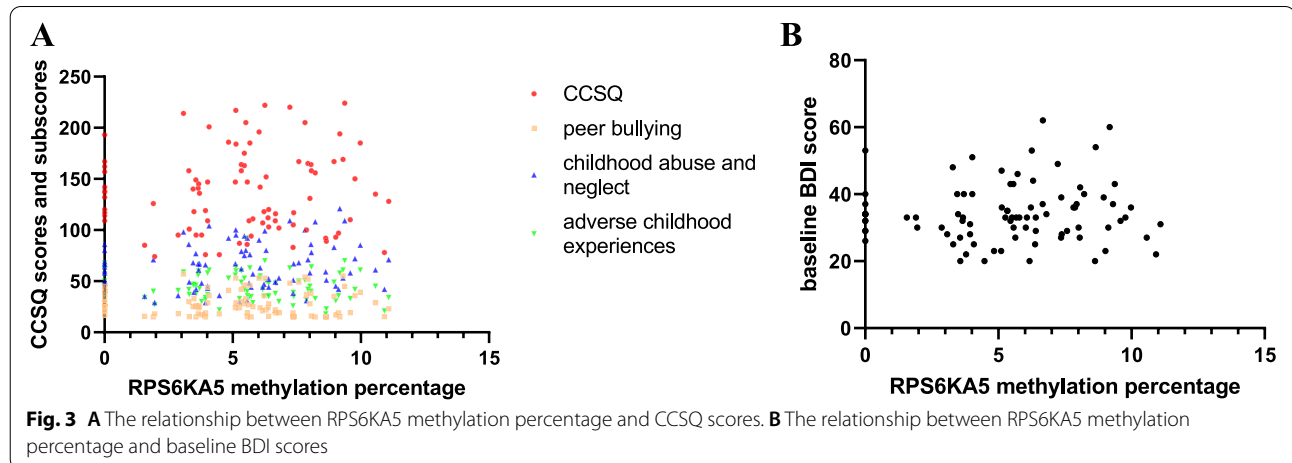 A
CCSQ scores and subscores
250
200
150
100
50
0
0
5
10
15
RPS6KA5 methylation percentage
CCSQ
peer bullying
childhood abuse and
neglect
adverse childhood
experiences
B
baseline BDI score
80
60
40
20
0
0
5
10
15
RPS6KA5 methylation percentage
Fig. 3 A The relationship between RPS6KA5 methylation percentage and CCSQ scores. B The relationship between RPS6KA5 methylation
percentage and baseline BDI scores